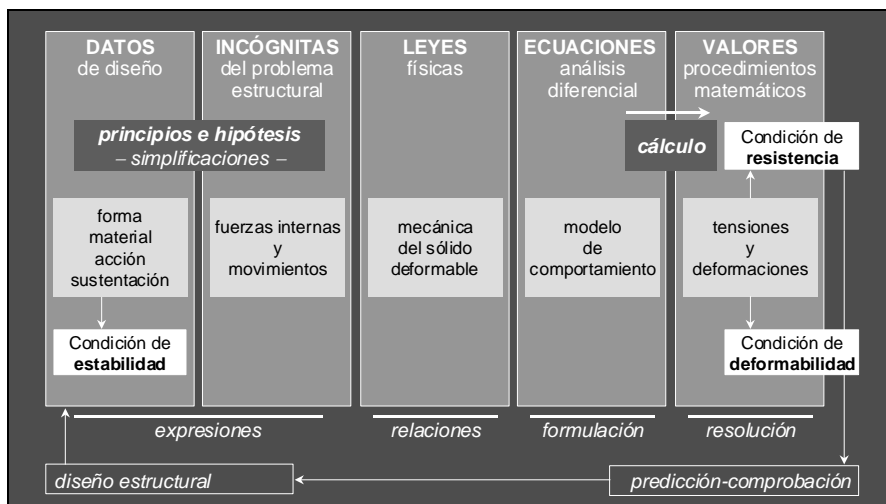 DATOS
de diseño
INCÓGNITAS
del problema
estructural
LEYES
físicas
ECUACIONES
análisis
diferencial
VALORES
procedimientos
matemáticos
principios e hipótesis
– simplificaciones –
cálculo
Condición de
resistencia
forma
material
acción
sustentación
fuerzas internas
y
movimientos
mecánica
del sólido
deformable
modelo
de
comportamiento
tensiones
y
deformaciones
Condición de
estabilidad
Condición de
deformabilidad
expresiones
relaciones
formulación
resolución
diseño estructural
predicción-comprobación